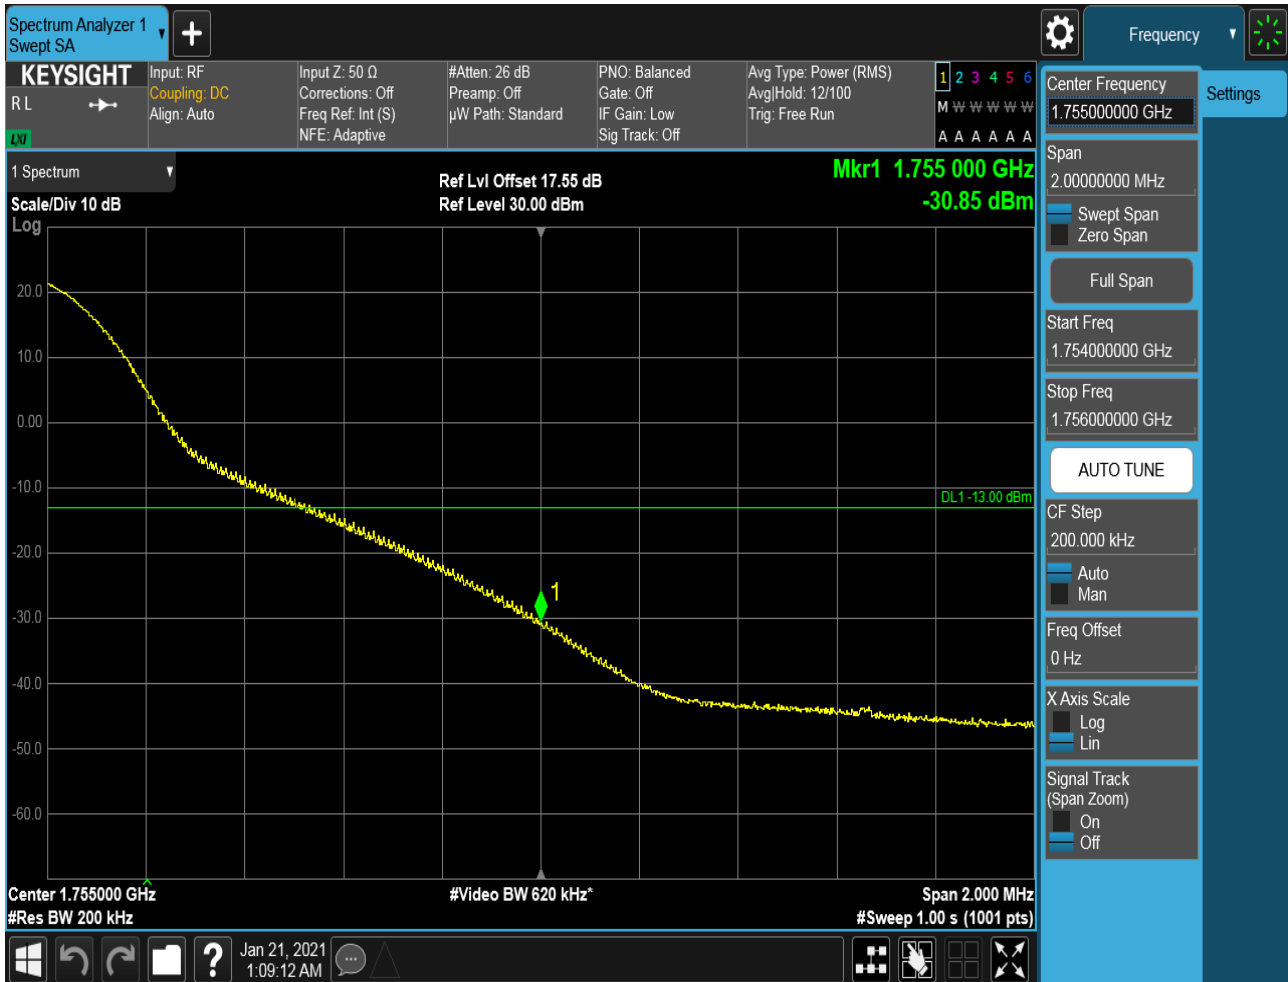 Spectrum Analyzer 1
Swept SA
Frequency
KEYSIGHT
R L
LXI
Input: RF
Coupling: DC
Align: Auto
Input Z: 50 Ω
Corrections: Off
Freq Ref: Int (S)
NFE: Adaptive
#Atten: 26 dB
Preamp: Off
µW Path: Standard
PNO: Balanced
Gate: Off
IF Gain: Low
Sig Track: Off
Avg Type: Power (RMS)
Avg|Hold: 12/100
Trig: Free Run
1 2 3 4 5 6
M W W W W W
A A A A A A
1 Spectrum
Scale/Div 10 dB
Log
Ref Lvl Offset 17.55 dB
Ref Level 30.00 dBm
Mkr1 1.755 000 GHz
-30.85 dBm
20.0
10.0
0.00
-10.0
DL1 -13.00 dBm
-20.0
1
-30.0
-40.0
-50.0
-60.0
Center 1.755000 GHz
#Video BW 620 kHz*
Span 2.000 MHz
#Res BW 200 kHz
#Sweep 1.00 s (1001 pts)
Jan 21, 2021
1:09:12 AM
Center Frequency
1.755000000 GHz
Settings
Span
2.00000000 MHz
Swept Span
Zero Span
Full Span
Start Freq
1.754000000 GHz
Stop Freq
1.756000000 GHz
AUTO TUNE
CF Step
200.000 kHz
Auto
Man
Freq Offset
0 Hz
X Axis Scale
Log
Lin
Signal Track
(Span Zoom)
On
Off